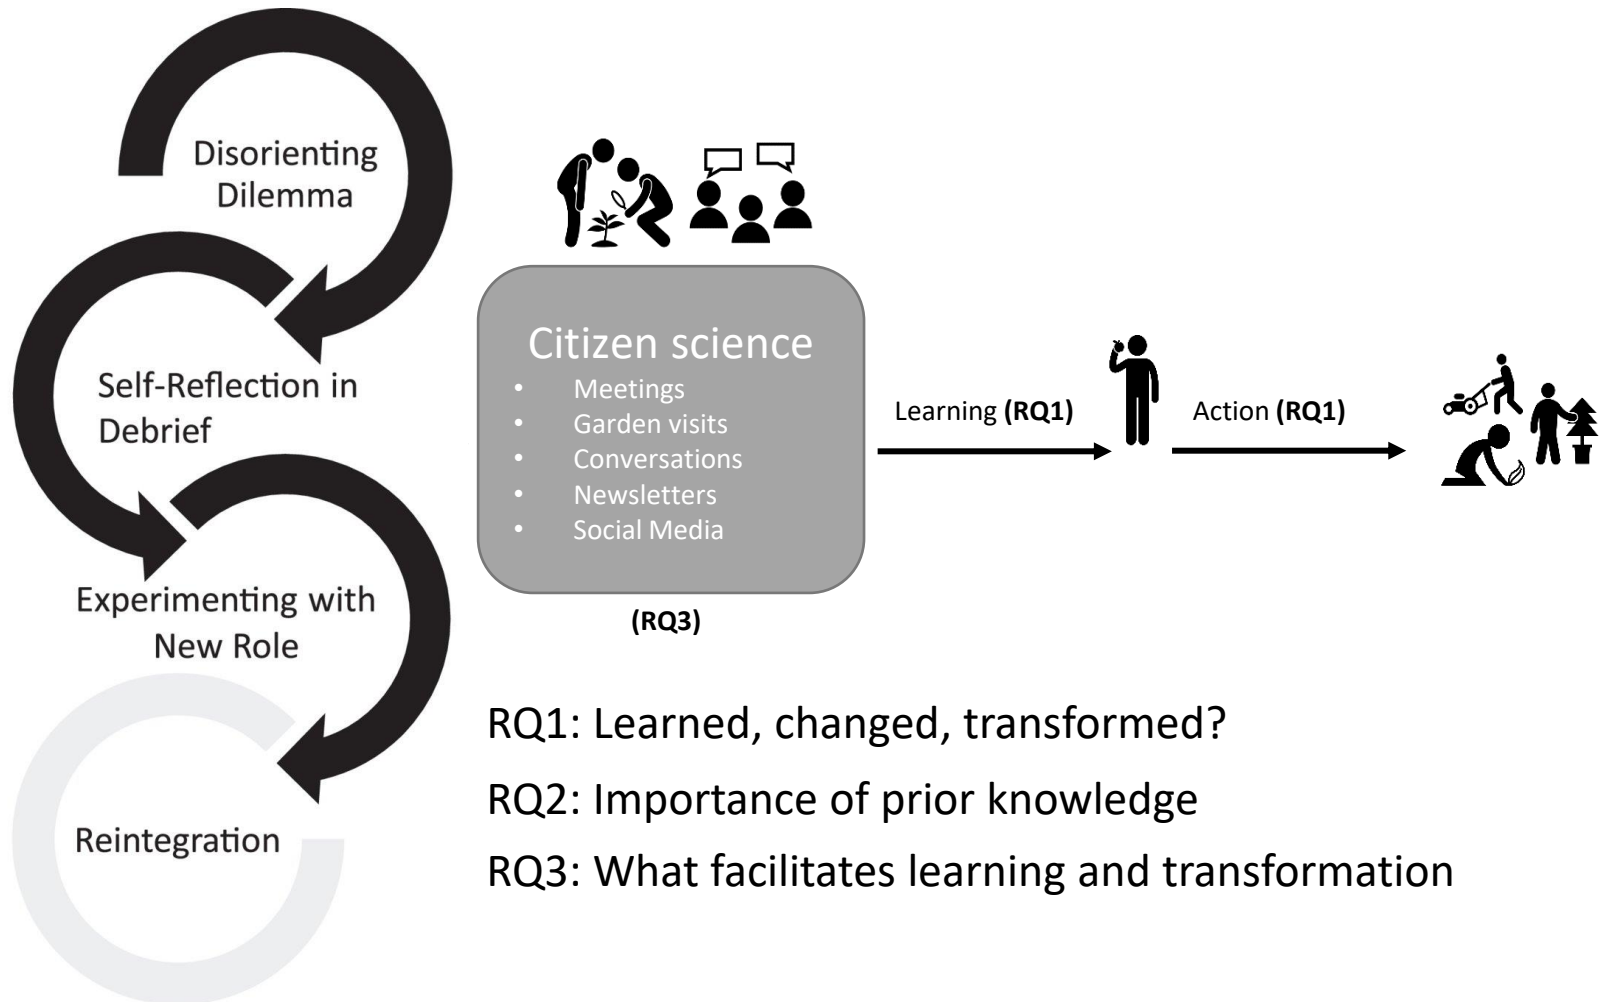 Disorienting
Dilemma
Self-Reflection in
Debrief
Experimenting with
New Role
Reintegration
Citizen science
• Meetings
• Garden visits
• Conversations
• Newsletters
• Social Media
(RQ3)
Learning (RQ1)
Action (RQ1)
RQ1: Learned, changed, transformed?
RQ2: Importance of prior knowledge
RQ3: What facilitates learning and transformation